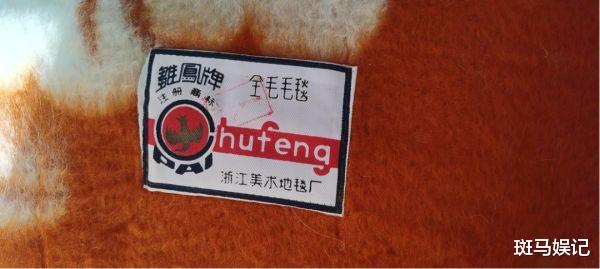 雛鳳牌
全毛毛毯
注册商标
Chufeng
PAI
浙江美术地毯厂
斑马娱记